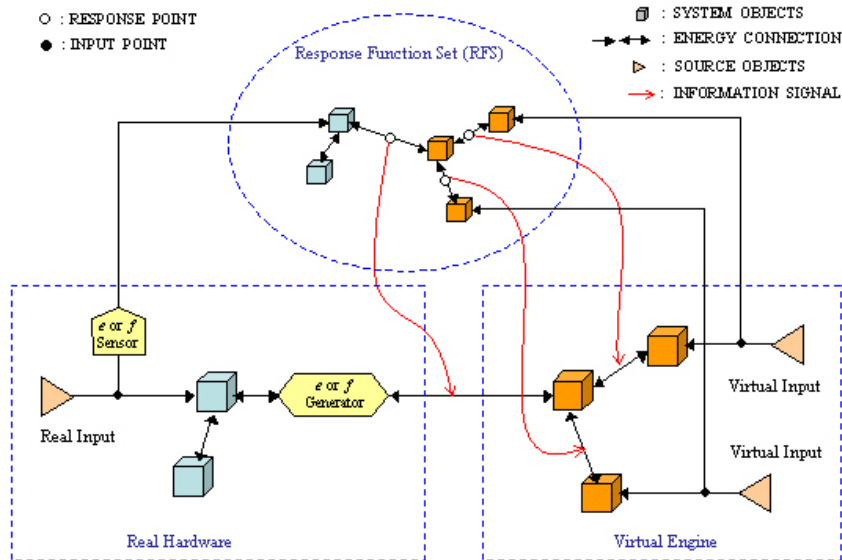 ○ : RESPONSE POINT
● : INPUT POINT
: SYSTEM OBJECTS
: ENERGY CONNECTION
: SOURCE OBJECTS
: INFORMATION SIGNAL
Response Function Set (RFS)
e or f
Sensor
Real Input
e or f
Generator
Real Hardware
Virtual Input
Virtual Input
Virtual Engine